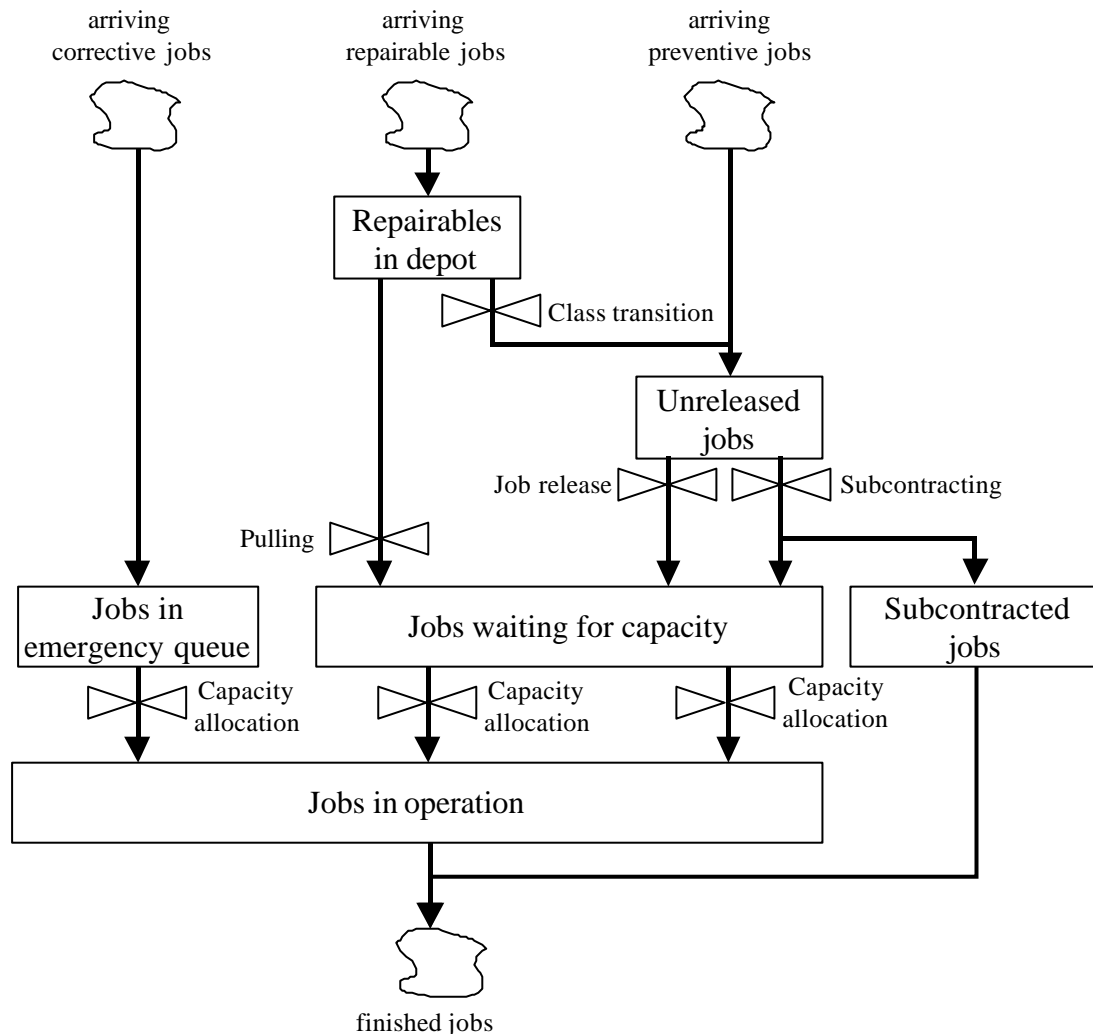 arriving
corrective jobs
arriving
repairable jobs
arriving
preventive jobs
Repairables
in depot
Class transition
Unreleased
jobs
Job release
Subcontracting
Pulling
Jobs in
emergency queue
Jobs waiting for capacity
Subcontracted
jobs
Capacity
allocation
Capacity
allocation
Capacity
allocation
Jobs in operation
finished jobs